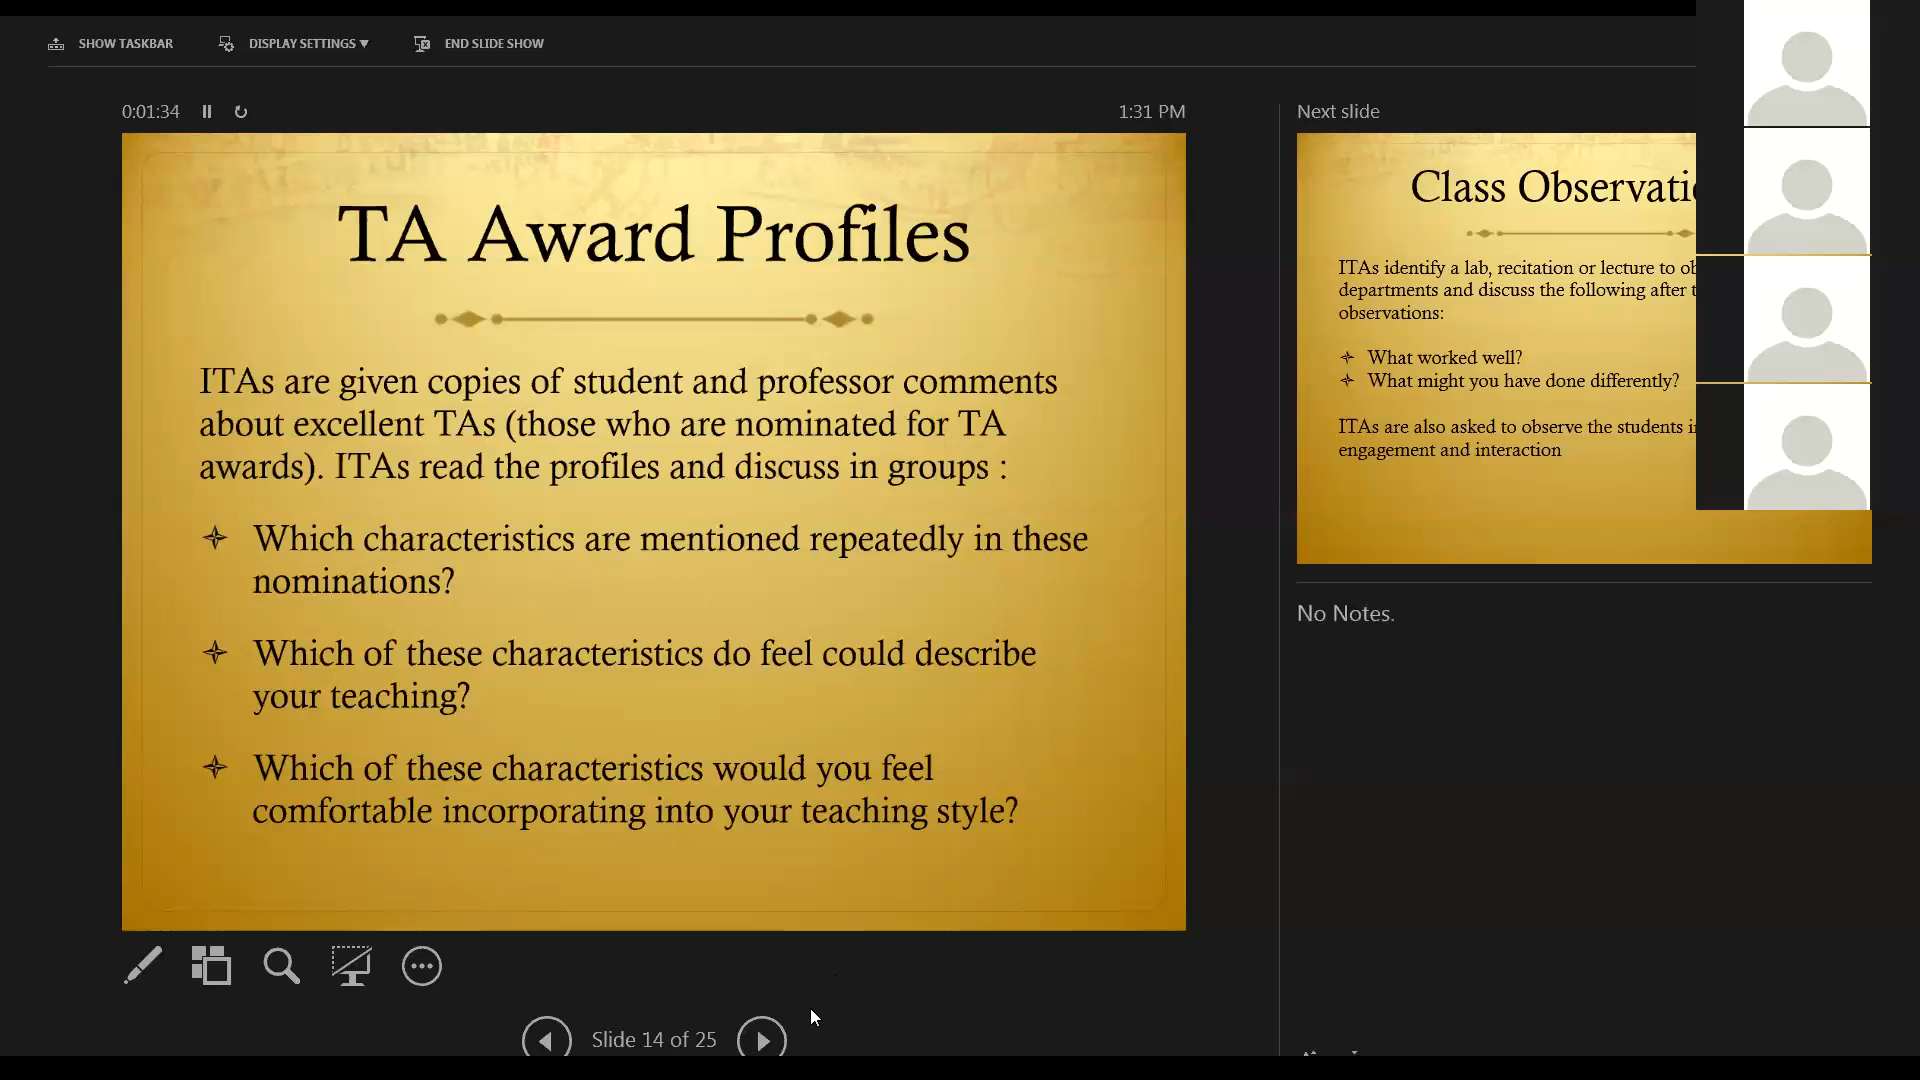 SHOW TASKBAR DISPLAY SETTINGS ▼ END SLIDE SHOW
0:01:34 1:31 PM
TA Award Profiles
ITAs are given copies of student and professor comments
about excellent TAs (those who are nominated for TA
awards). ITAs read the profiles and discuss in groups :
Which characteristics are mentioned repeatedly in these
nominations?
Which of these characteristics do feel could describe
your teaching?
Which of these characteristics would you feel
comfortable incorporating into your teaching style?
Slide 14 of 25
Next slide
Class
ITAs identify a lab, recitation or lecture to
departments and discuss the following after
observations:
What worked well?
What might you have done differently?
ITAs are also asked to observe the students
engagement and interaction
No Notes.